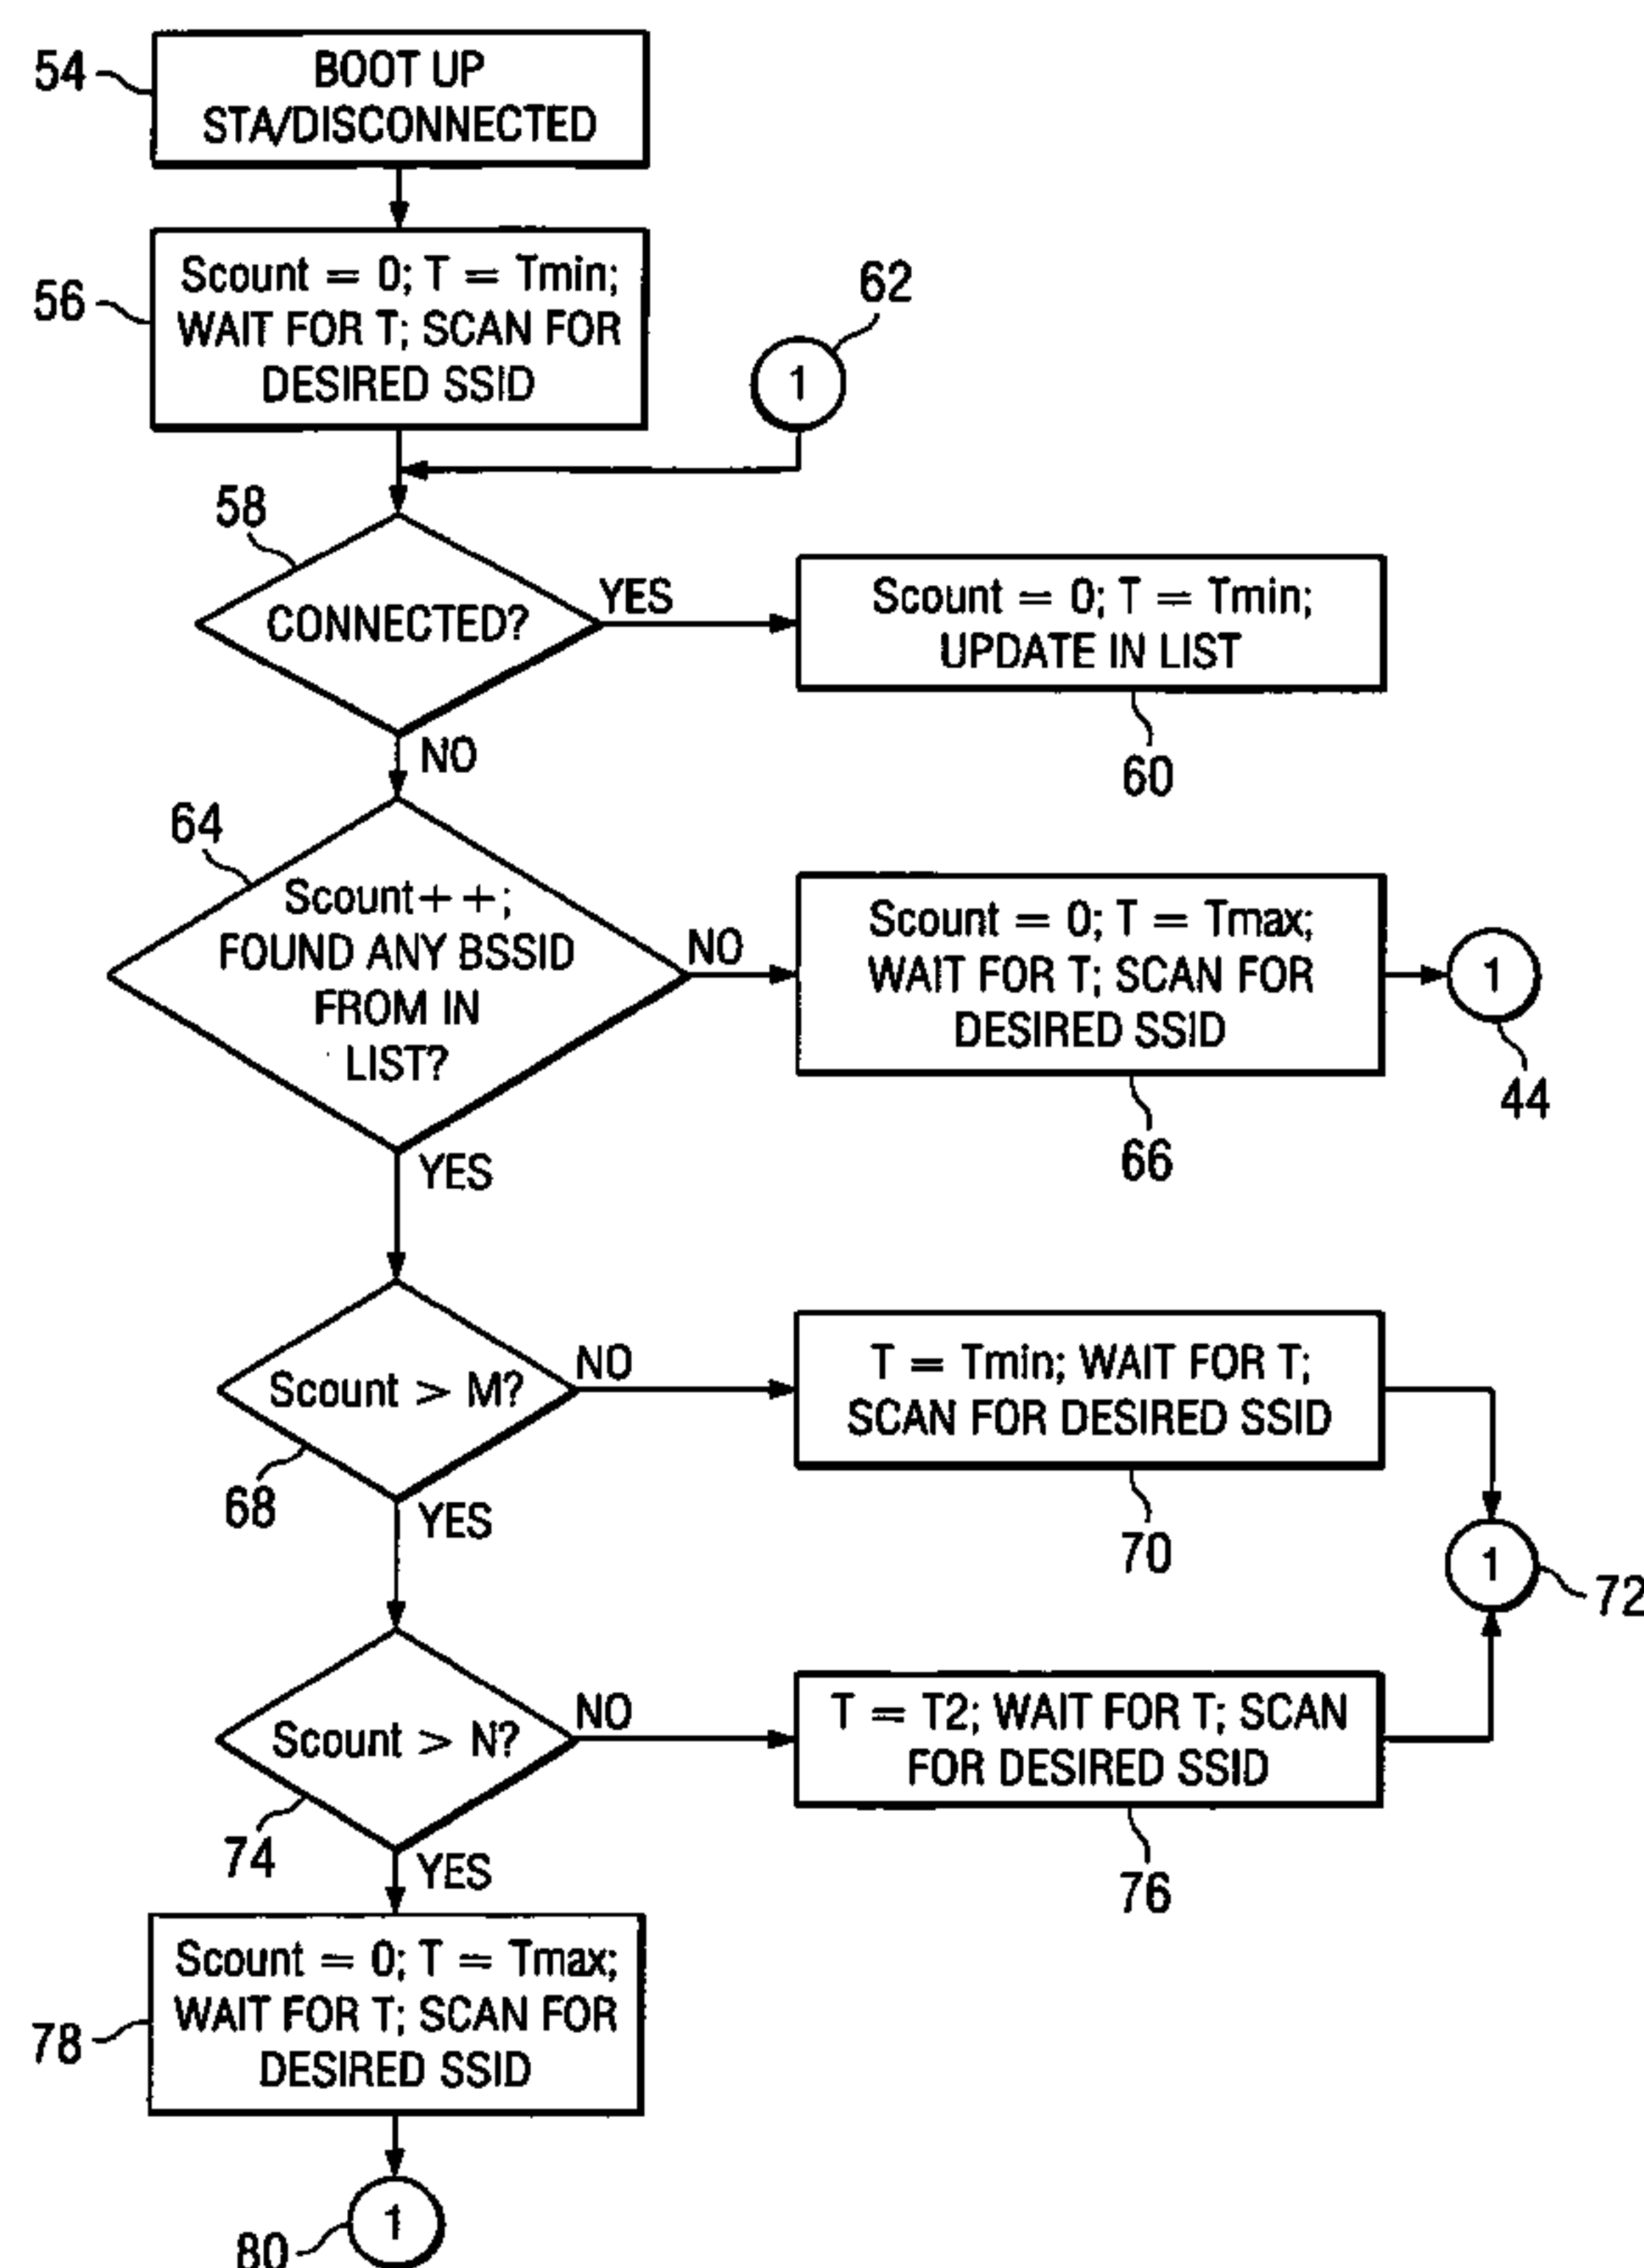 54
BOOT UP
STA/DISCONNECTED
56
Scount = 0; T = Tmin;
WAIT FOR T; SCAN FOR
DESIRED SSID
62
1
58
CONNECTED?
YES
NO
Scount = 0; T = Tmin;
UPDATE IN LIST
60
64
Scount++;
FOUND ANY BSSID
FROM IN
LIST?
NO
YES
Scount = 0; T = Tmax;
WAIT FOR T; SCAN FOR
DESIRED SSID
66
1
44
Scount > M?
68
NO
YES
T = Tmin; WAIT FOR T;
SCAN FOR DESIRED SSID
70
1
72
Scount > N?
74
NO
YES
T = T2; WAIT FOR T; SCAN
FOR DESIRED SSID
76
78
Scount = 0; T = Tmax;
WAIT FOR T; SCAN FOR
DESIRED SSID
1
80